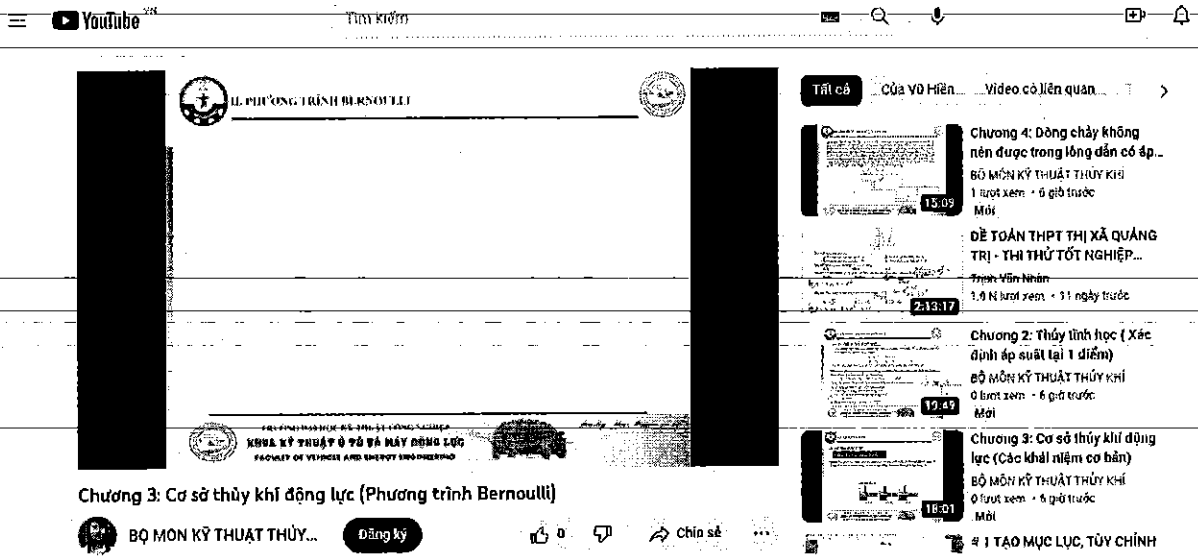 YouTube VN
Tìm kiếm
II. PHƯƠNG TRÌNH BERNOULLI
TRƯỜNG ĐẠI HỌC KỸ THUẬT CÔNG NGHIỆP
KHOA KỸ THUẬT Ô TÔ VÀ MÁY ĐỘNG LỰC
FACULTY OF VEHICLE AND ENERGY ENGINEERING
Chương 3: Cơ sở thủy khí động lực (Phương trình Bernoulli)
BỘ MÔN KỸ THUẬT THỦY...
Đăng ký
0
Chia sẻ
Tất cả
Của Vũ Hiền
Video có liên quan
Chương 4: Dòng chảy không
nén được trong lòng dẫn có áp...
BỘ MÔN KỸ THUẬT THỦY KHÍ
1 lượt xem • 6 giờ trước
Mới
15:09
ĐỀ TOÁN THPT THỊ XÃ QUẢNG
TRỊ - THI THỬ TỐT NGHIỆP...
Trịnh Văn Nhân
N lượt xem • 11 ngày trước
2:13:17
Chương 2: Thủy tĩnh học ( Xác
định áp suất tại 1 điểm)
BỘ MÔN KỸ THUẬT THỦY KHÍ
0 lượt xem • 6 giờ trước
Mới
19:49
Chương 3: Cơ sở thủy khí động
lực (Các khái niệm cơ bản)
BỘ MÔN KỸ THUẬT THỦY KHÍ
0 lượt xem • 6 giờ trước
Mới
18:01
# 1 TẠO MỤC LỤC, TÙY CHỈNH